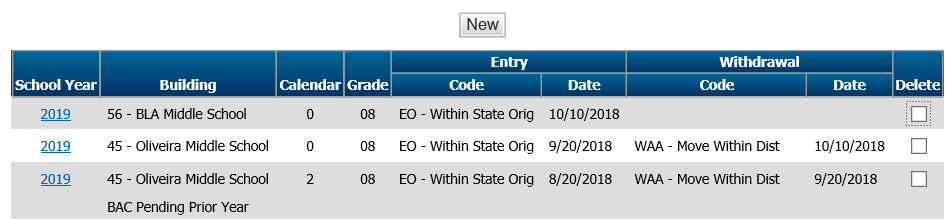 New
Entry Withdrawal
School Year Building Calendar Grade Code Date Code Date Delete
2019 56 - BLA Middle School 0 08 EO - Within State Orig 10/10/2018
2019 45 - Oliveira Middle School 0 08 EO - Within State Orig 9/20/2018 WAA - Move Within Dist 10/10/2018
2019 45 - Oliveira Middle School 2 08 EO - Within State Orig 8/20/2018 WAA - Move Within Dist 9/20/2018
BAC Pending Prior Year